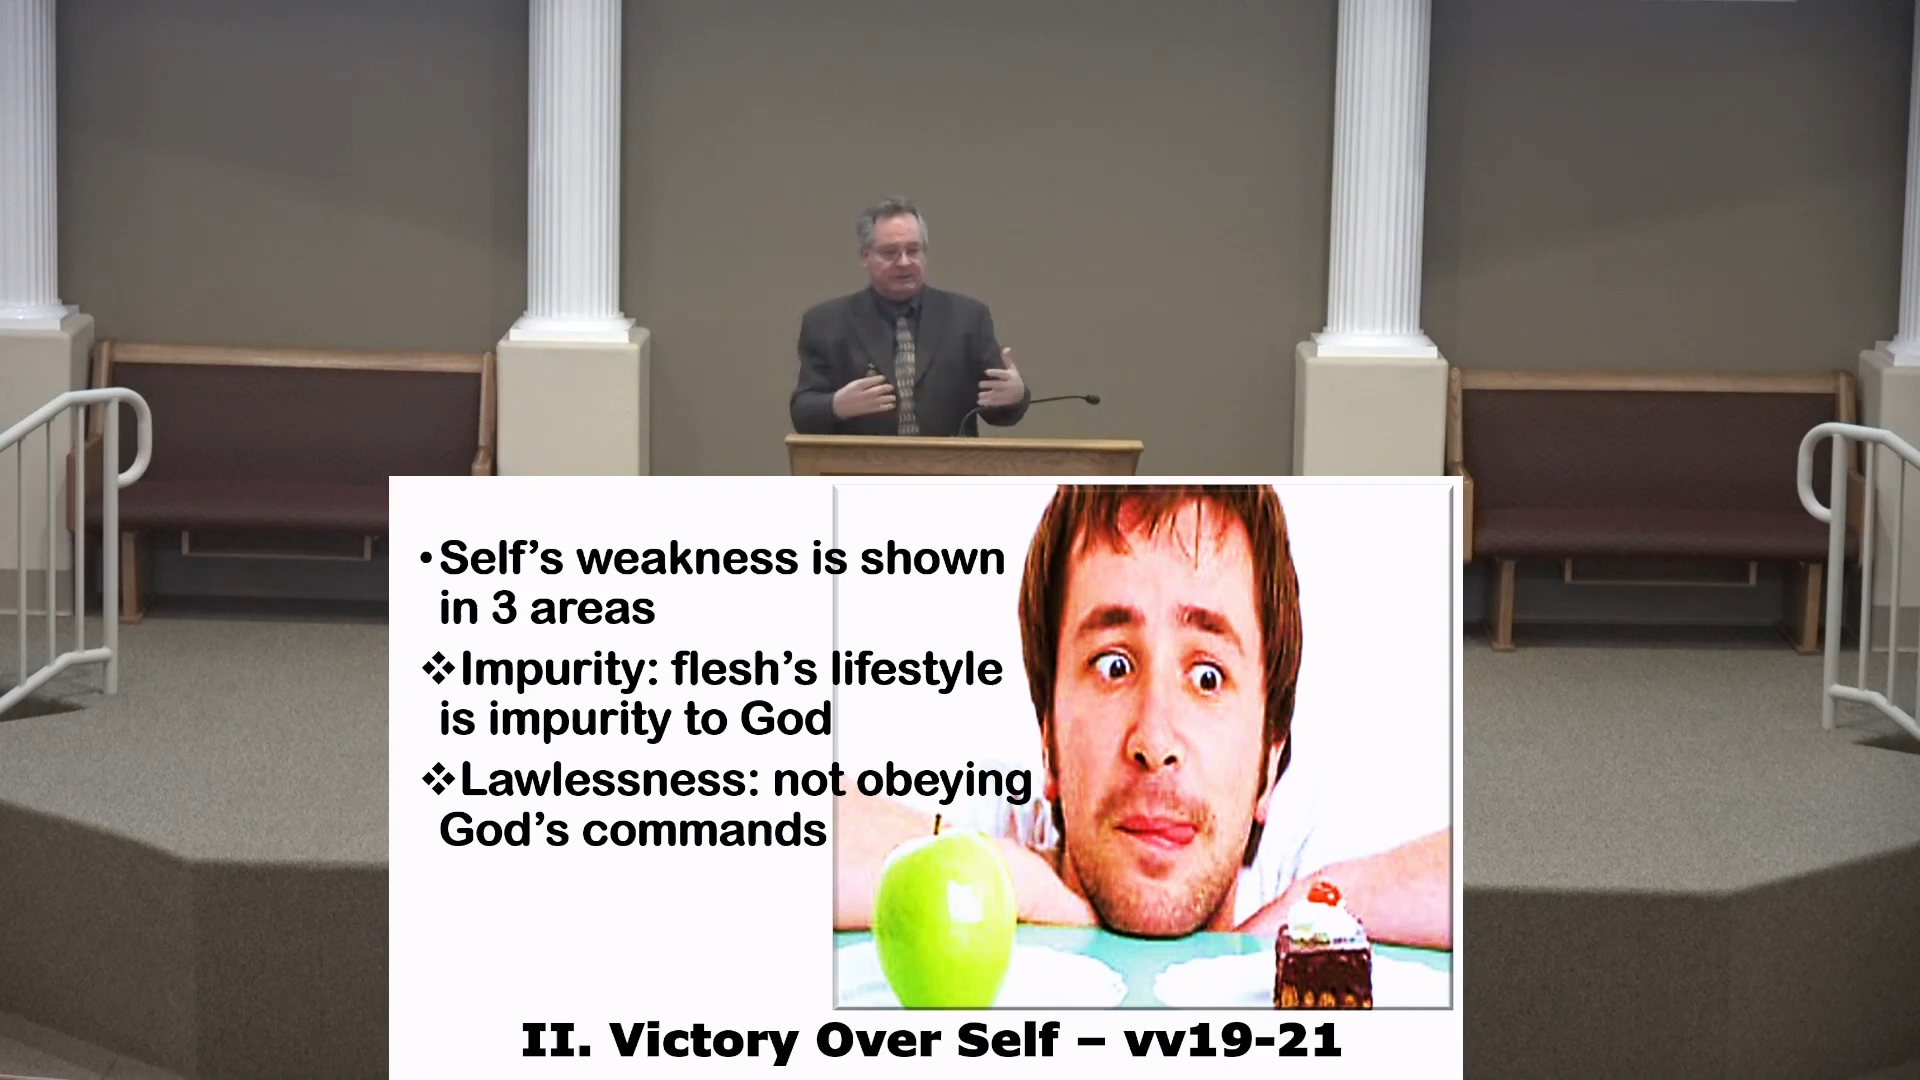 •Self’s weakness is shown
in 3 areas
❖Impurity: flesh’s lifestyle
is impurity to God
❖Lawlessness: not obeying
God’s commands
II. Victory Over Self – vv19-21